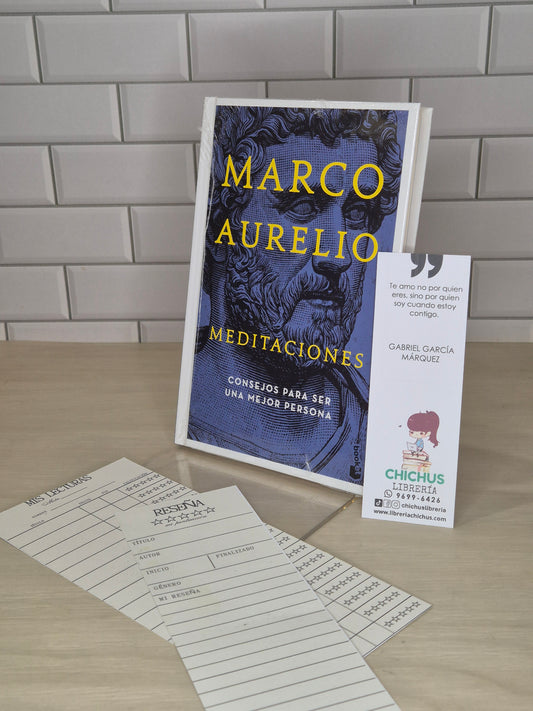 MARCO
AURELIO
MEDITACIONES
CONSEJOS PARA SER
UNA MEJOR PERSONA
book
Te amo no por quien
eres, sino por quien
soy cuando estoy
contigo.
GABRIEL GARCÍA
MÁRQUEZ
CHICHUS
LIBRERÍA
9699-6426
chichuslibreria
www.libreriachichus.com
MIS LECTURAS
RESEÑA
TÍTULO
AUTOR
INICIO
FINALIZADO
GÉNERO
MI RESEÑA